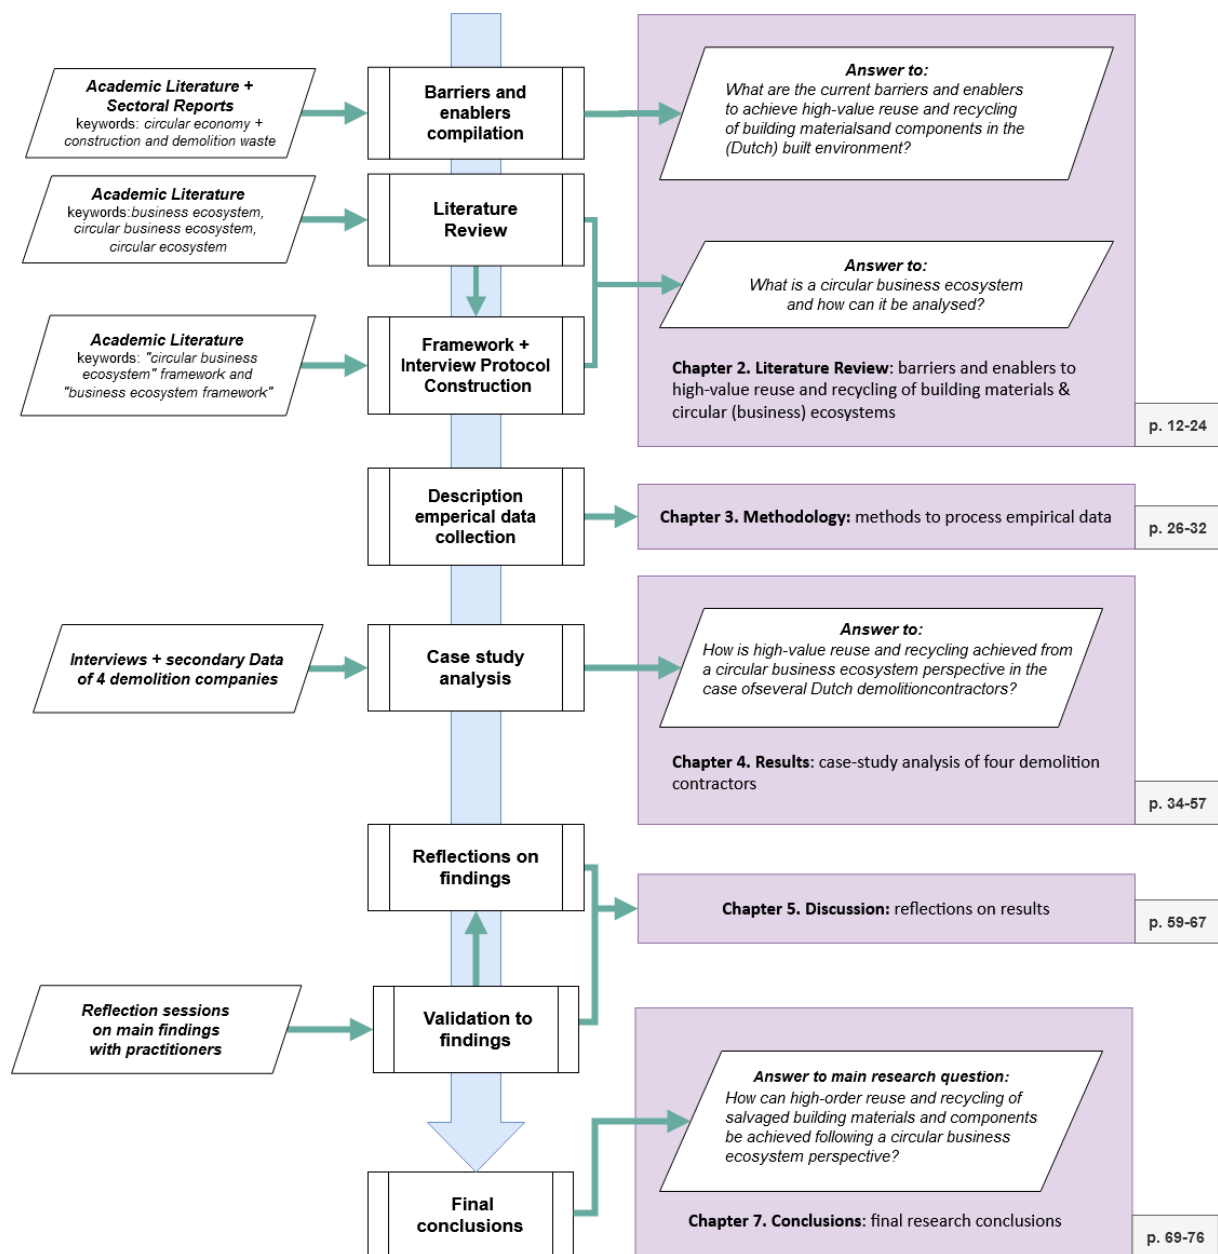 Academic Literature +
Sectoral Reports
keywords: circular economy +
construction and demolition waste
Barriers and
enablers
compilation
Answer to:
What are the current barriers and enablers
to achieve high-value reuse and recycling
of building materialsand components in the
(Dutch) built environment?
Academic Literature
keywords:business ecosystem,
circular business ecosystem,
circular ecosystem
Literature
Review
Answer to:
What is a circular business ecosystem
and how can it be analysed?
Academic Literature
keywords: "circular business
ecosystem" framework and
"business ecosystem framework"
Framework +
Interview Protocol
Construction
Chapter 2. Literature Review: barriers and enablers to
high-value reuse and recycling of building materials &
circular (business) ecosystems
p. 12-24
Description
emperical data
collection
Chapter 3. Methodology: methods to process empirical data
p. 26-32
Interviews + secondary Data
of 4 demolition companies
Case study
analysis
Answer to:
How is high-value reuse and recycling achieved from
a circular business ecosystem perspective in the
case ofseveral Dutch demolitioncontractors?
Chapter 4. Results: case-study analysis of four demolition
contractors
p. 34-57
Reflections on
findings
Chapter 5. Discussion: reflections on results
p. 59-67
Reflection sessions
on main findings
with practitioners
Validation to
findings
Answer to main research question:
How can high-order reuse and recycling of
salvaged building materials and components
be achieved following a circular business
ecosystem perspective?
Final
conclusions
Chapter 7. Conclusions: final research conclusions
p. 69-76